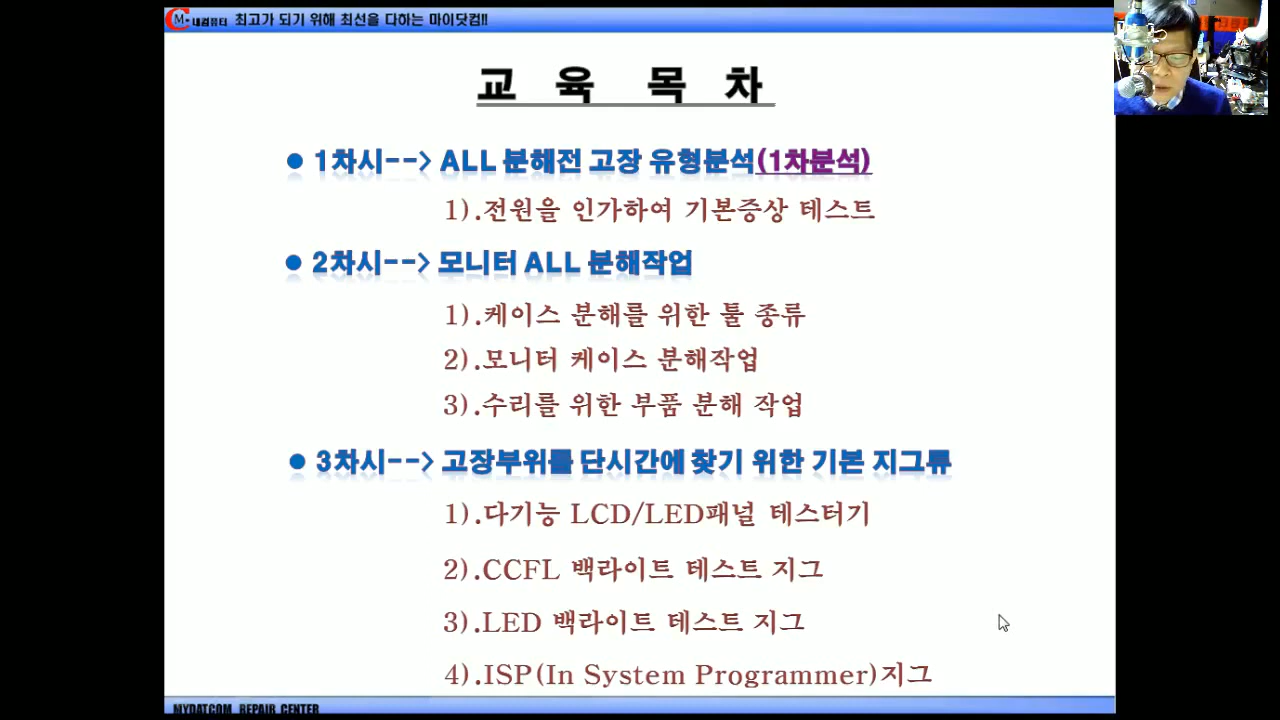 CM-내컴퓨터 최고가 되기 위해 최선을 다하는 마이닷컴!!
교 육 목 차
● 1차시--> ALL 분해전 고장 유형분석(1차분석)
1).전원을 인가하여 기본증상 테스트
● 2차시--> 모니터 ALL 분해작업
1).케이스 분해를 위한 툴 종류
2).모니터 케이스 분해작업
3).수리를 위한 부품 분해 작업
● 3차시--> 고장부위를 단시간에 찾기 위한 기본 지그류
1).다기능 LCD/LED패널 테스터기
2).CCFL 백라이트 테스트 지그
3).LED 백라이트 테스트 지그
4).ISP(In System Programmer)지그
MYDATCOM REPAIR CENTER